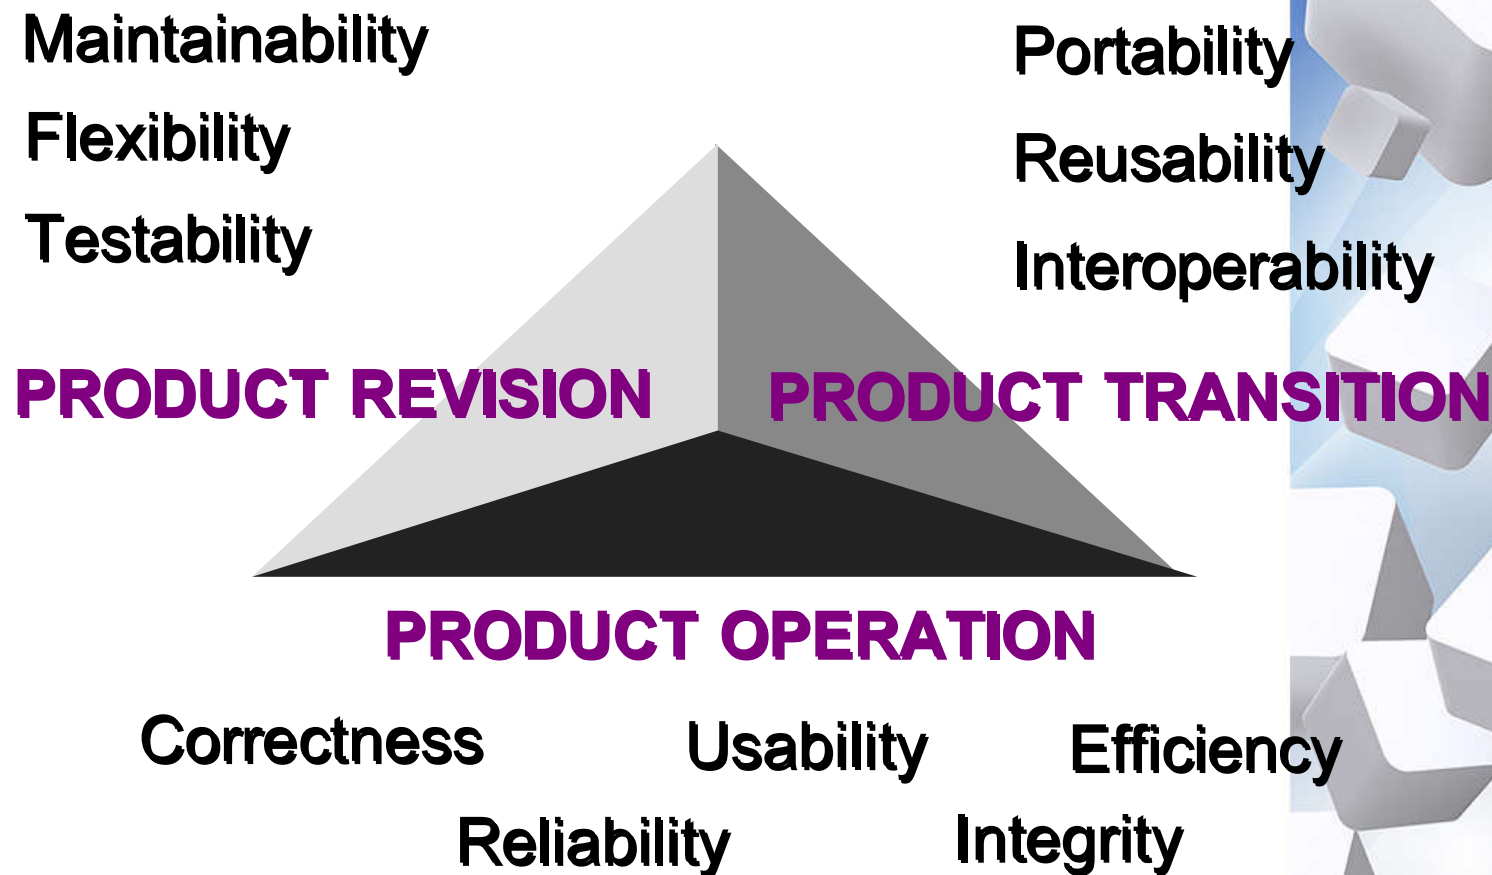 Maintainability
Flexibility
Testability
Portability
Reusability
Interoperability
PRODUCT REVISION
PRODUCT TRANSITION
PRODUCT OPERATION
Correctness
Usability
Efficiency
Reliability
Integrity